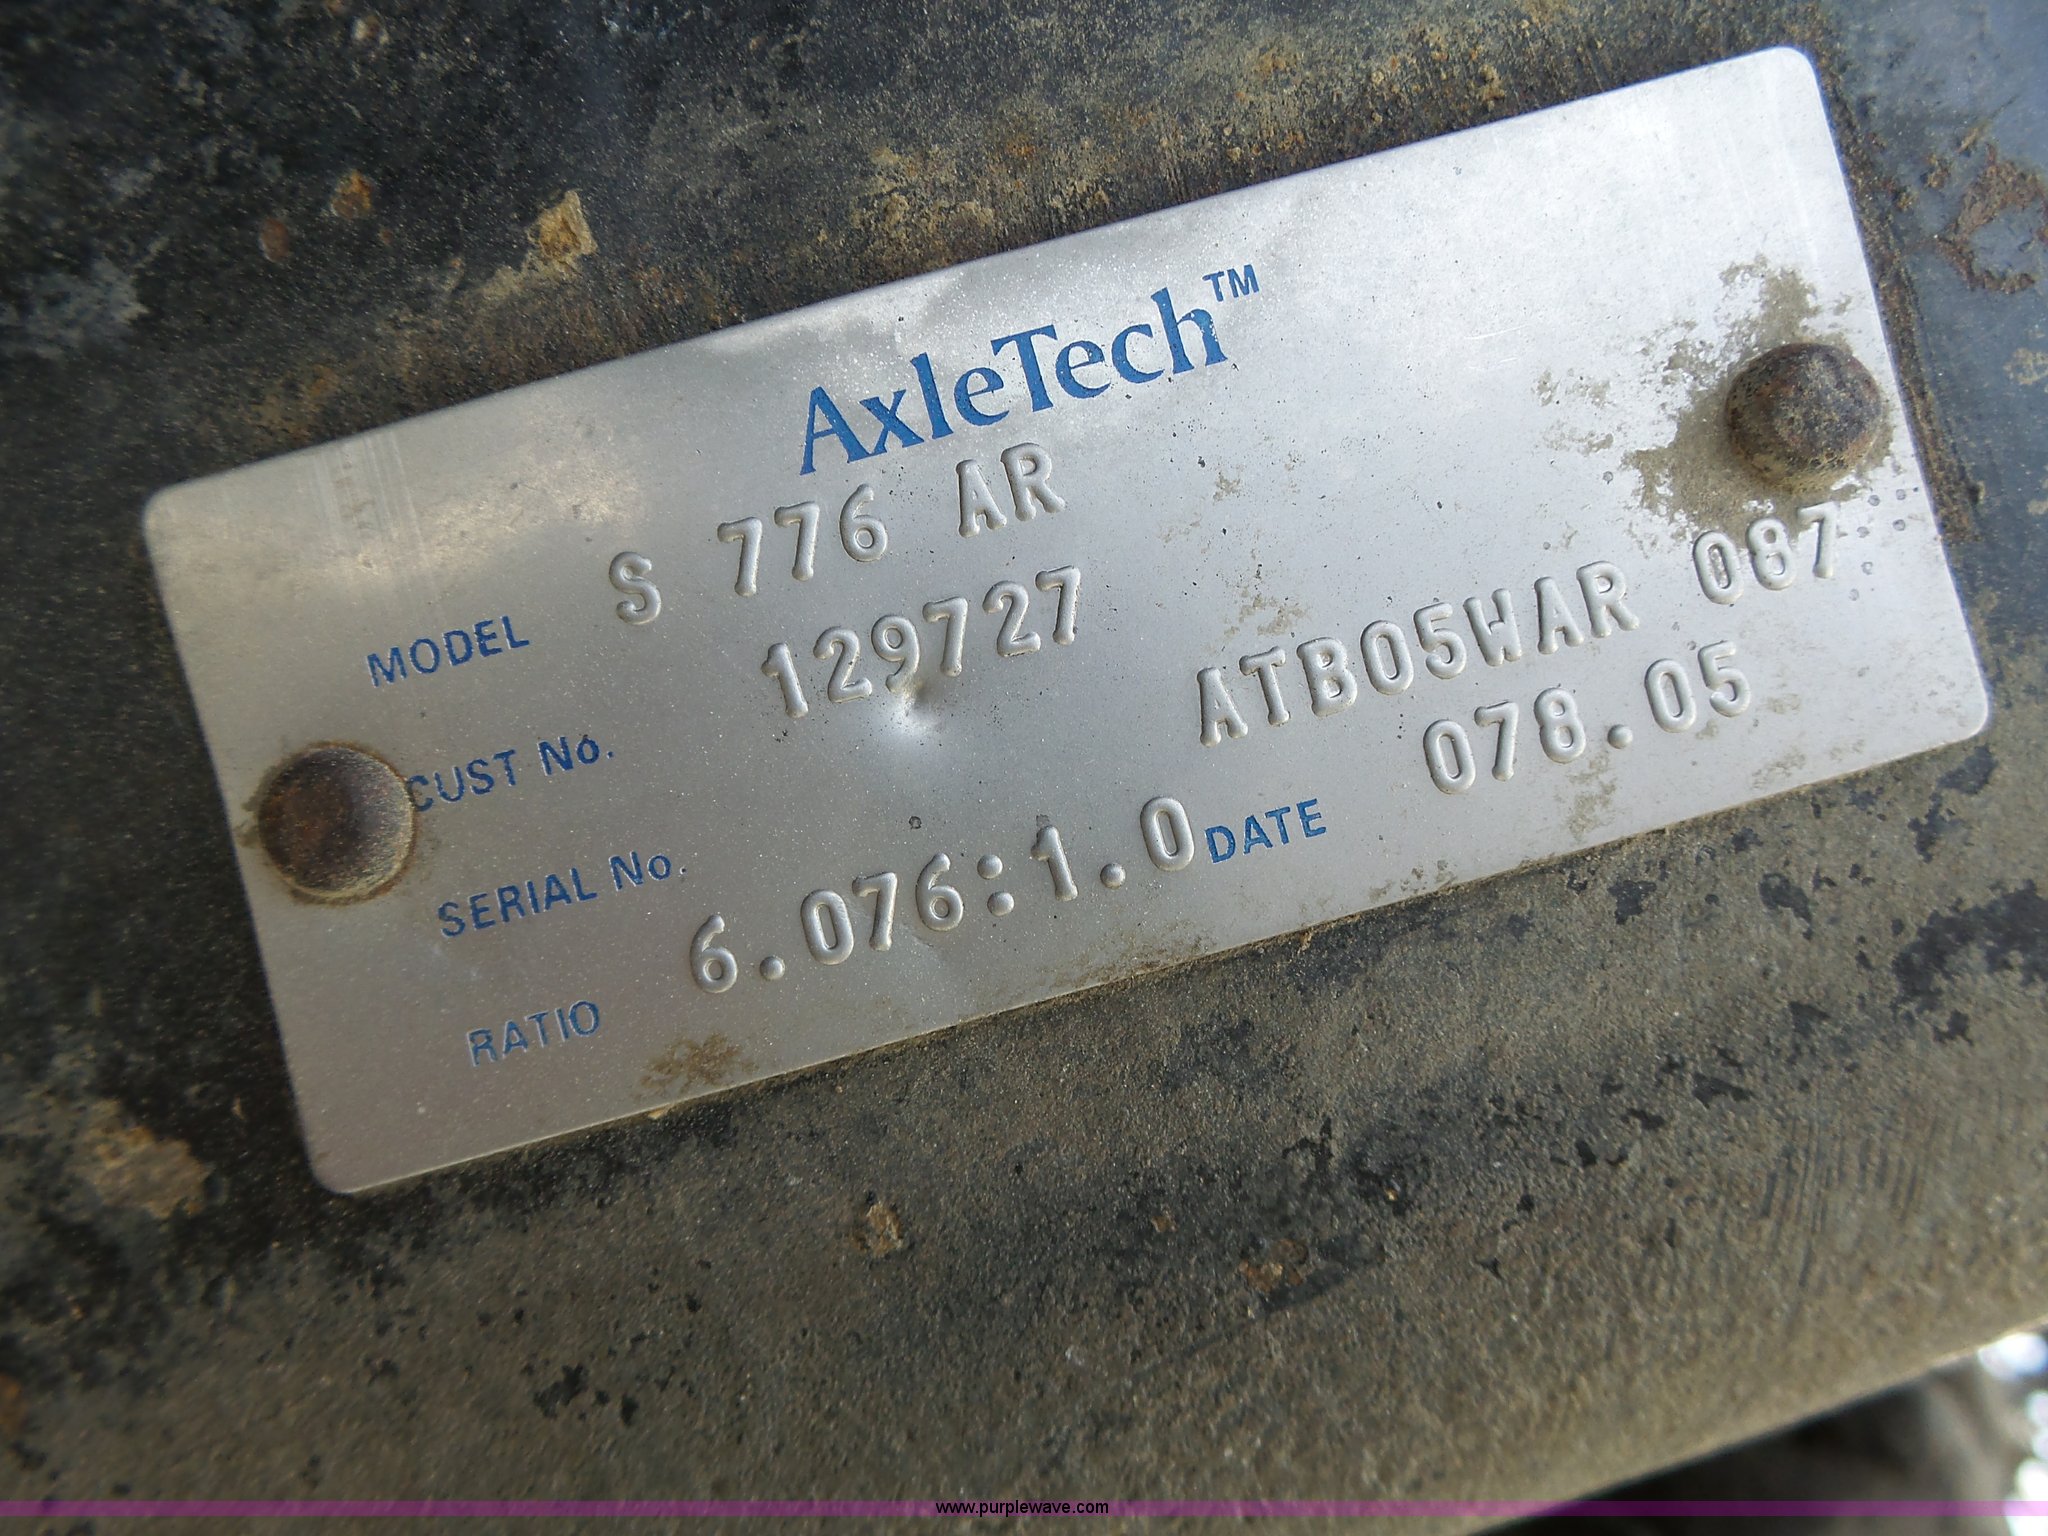 AxleTech™
MODEL S 776 AR
CUST No. 129727
SERIAL No. ATB05WAR 087
RATIO 6.076:1.0 DATE 078.05
www.purplewave.com